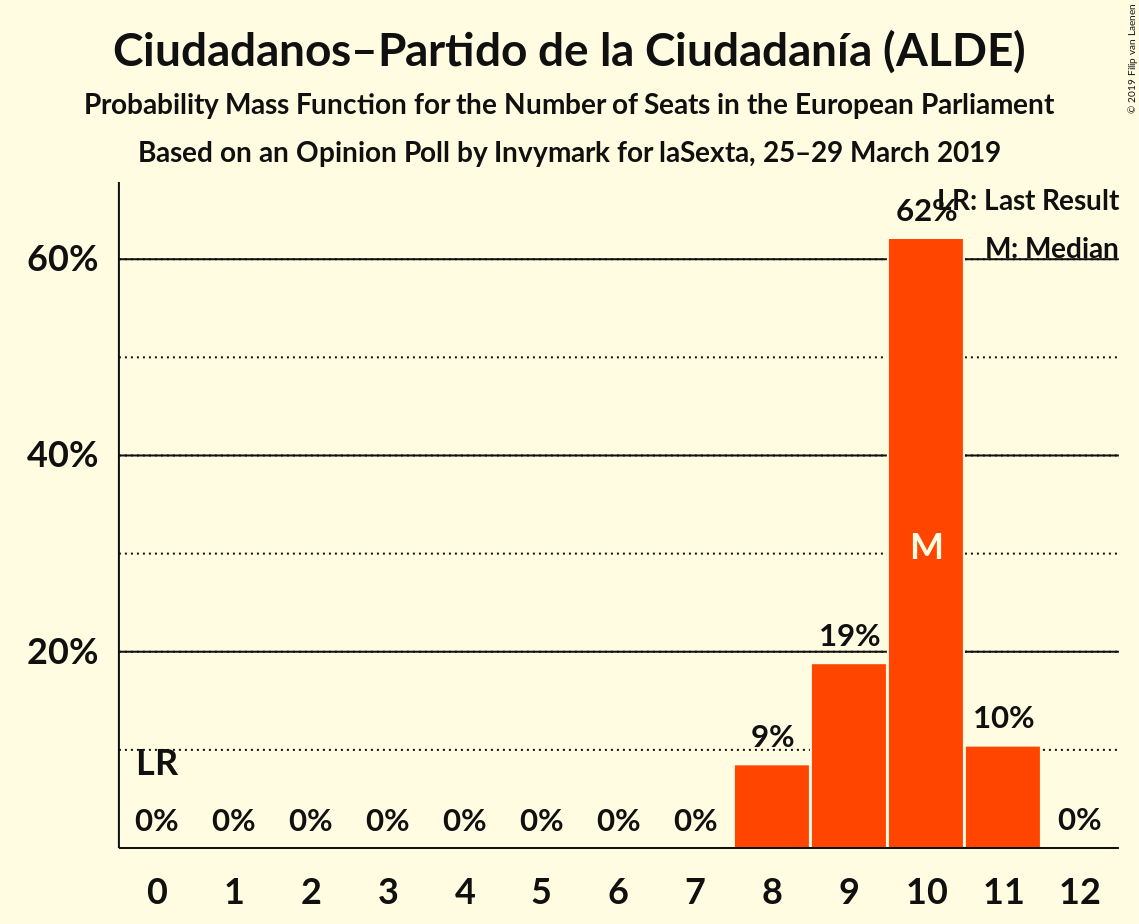 Ciudadanos–Partido de la Ciudadanía (ALDE)
Probability Mass Function for the Number of Seats in the European Parliament
Based on an Opinion Poll by Invymark for laSexta, 25–29 March 2019
© 2019 Filip van Laenen
LR: Last Result
M: Median
62%
60%
40%
20%
M
19%
10%
9%
LR
0% 0% 0% 0% 0% 0% 0% 0% 0%
0 1 2 3 4 5 6 7 8 9 10 11 12